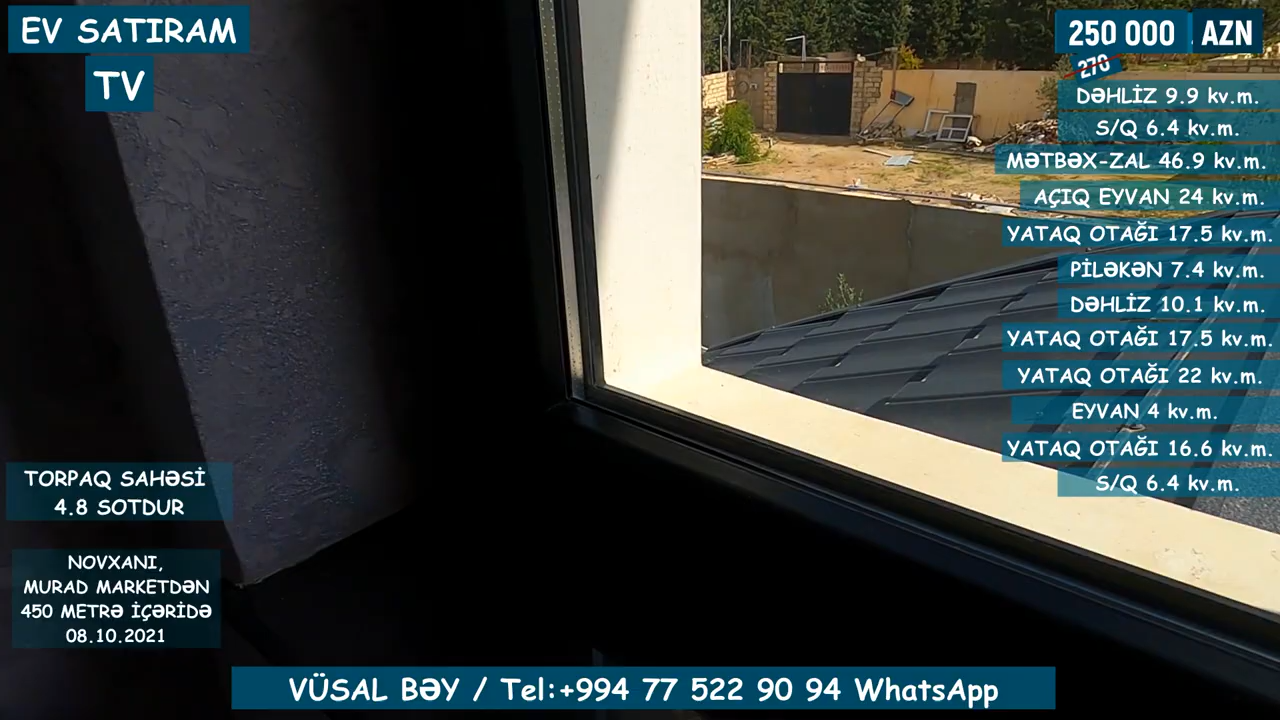 EV SATIRAM
TV
250 000 AZN
270
DƏHLİZ 9.9 kv.m.
S/Q 6.4 kv.m.
MƏTBƏX-ZAL 46.9 kv.m.
AÇIQ EYVAN 24 kv.m.
YATAQ OTAĞI 17.5 kv.m.
PİLƏKƏN 7.4 kv.m.
DƏHLİZ 10.1 kv.m.
YATAQ OTAĞI 17.5 kv.m.
YATAQ OTAĞI 22 kv.m.
EYVAN 4 kv.m.
YATAQ OTAĞI 16.6 kv.m.
S/Q 6.4 kv.m.
TORPAQ SAHƏSİ
4.8 SOTDUR
NOVXANI,
MURAD MARKETDƏN
450 METRƏ İÇƏRİDƏ
08.10.2021
VÜSAL BƏY / Tel:+994 77 522 90 94 WhatsApp